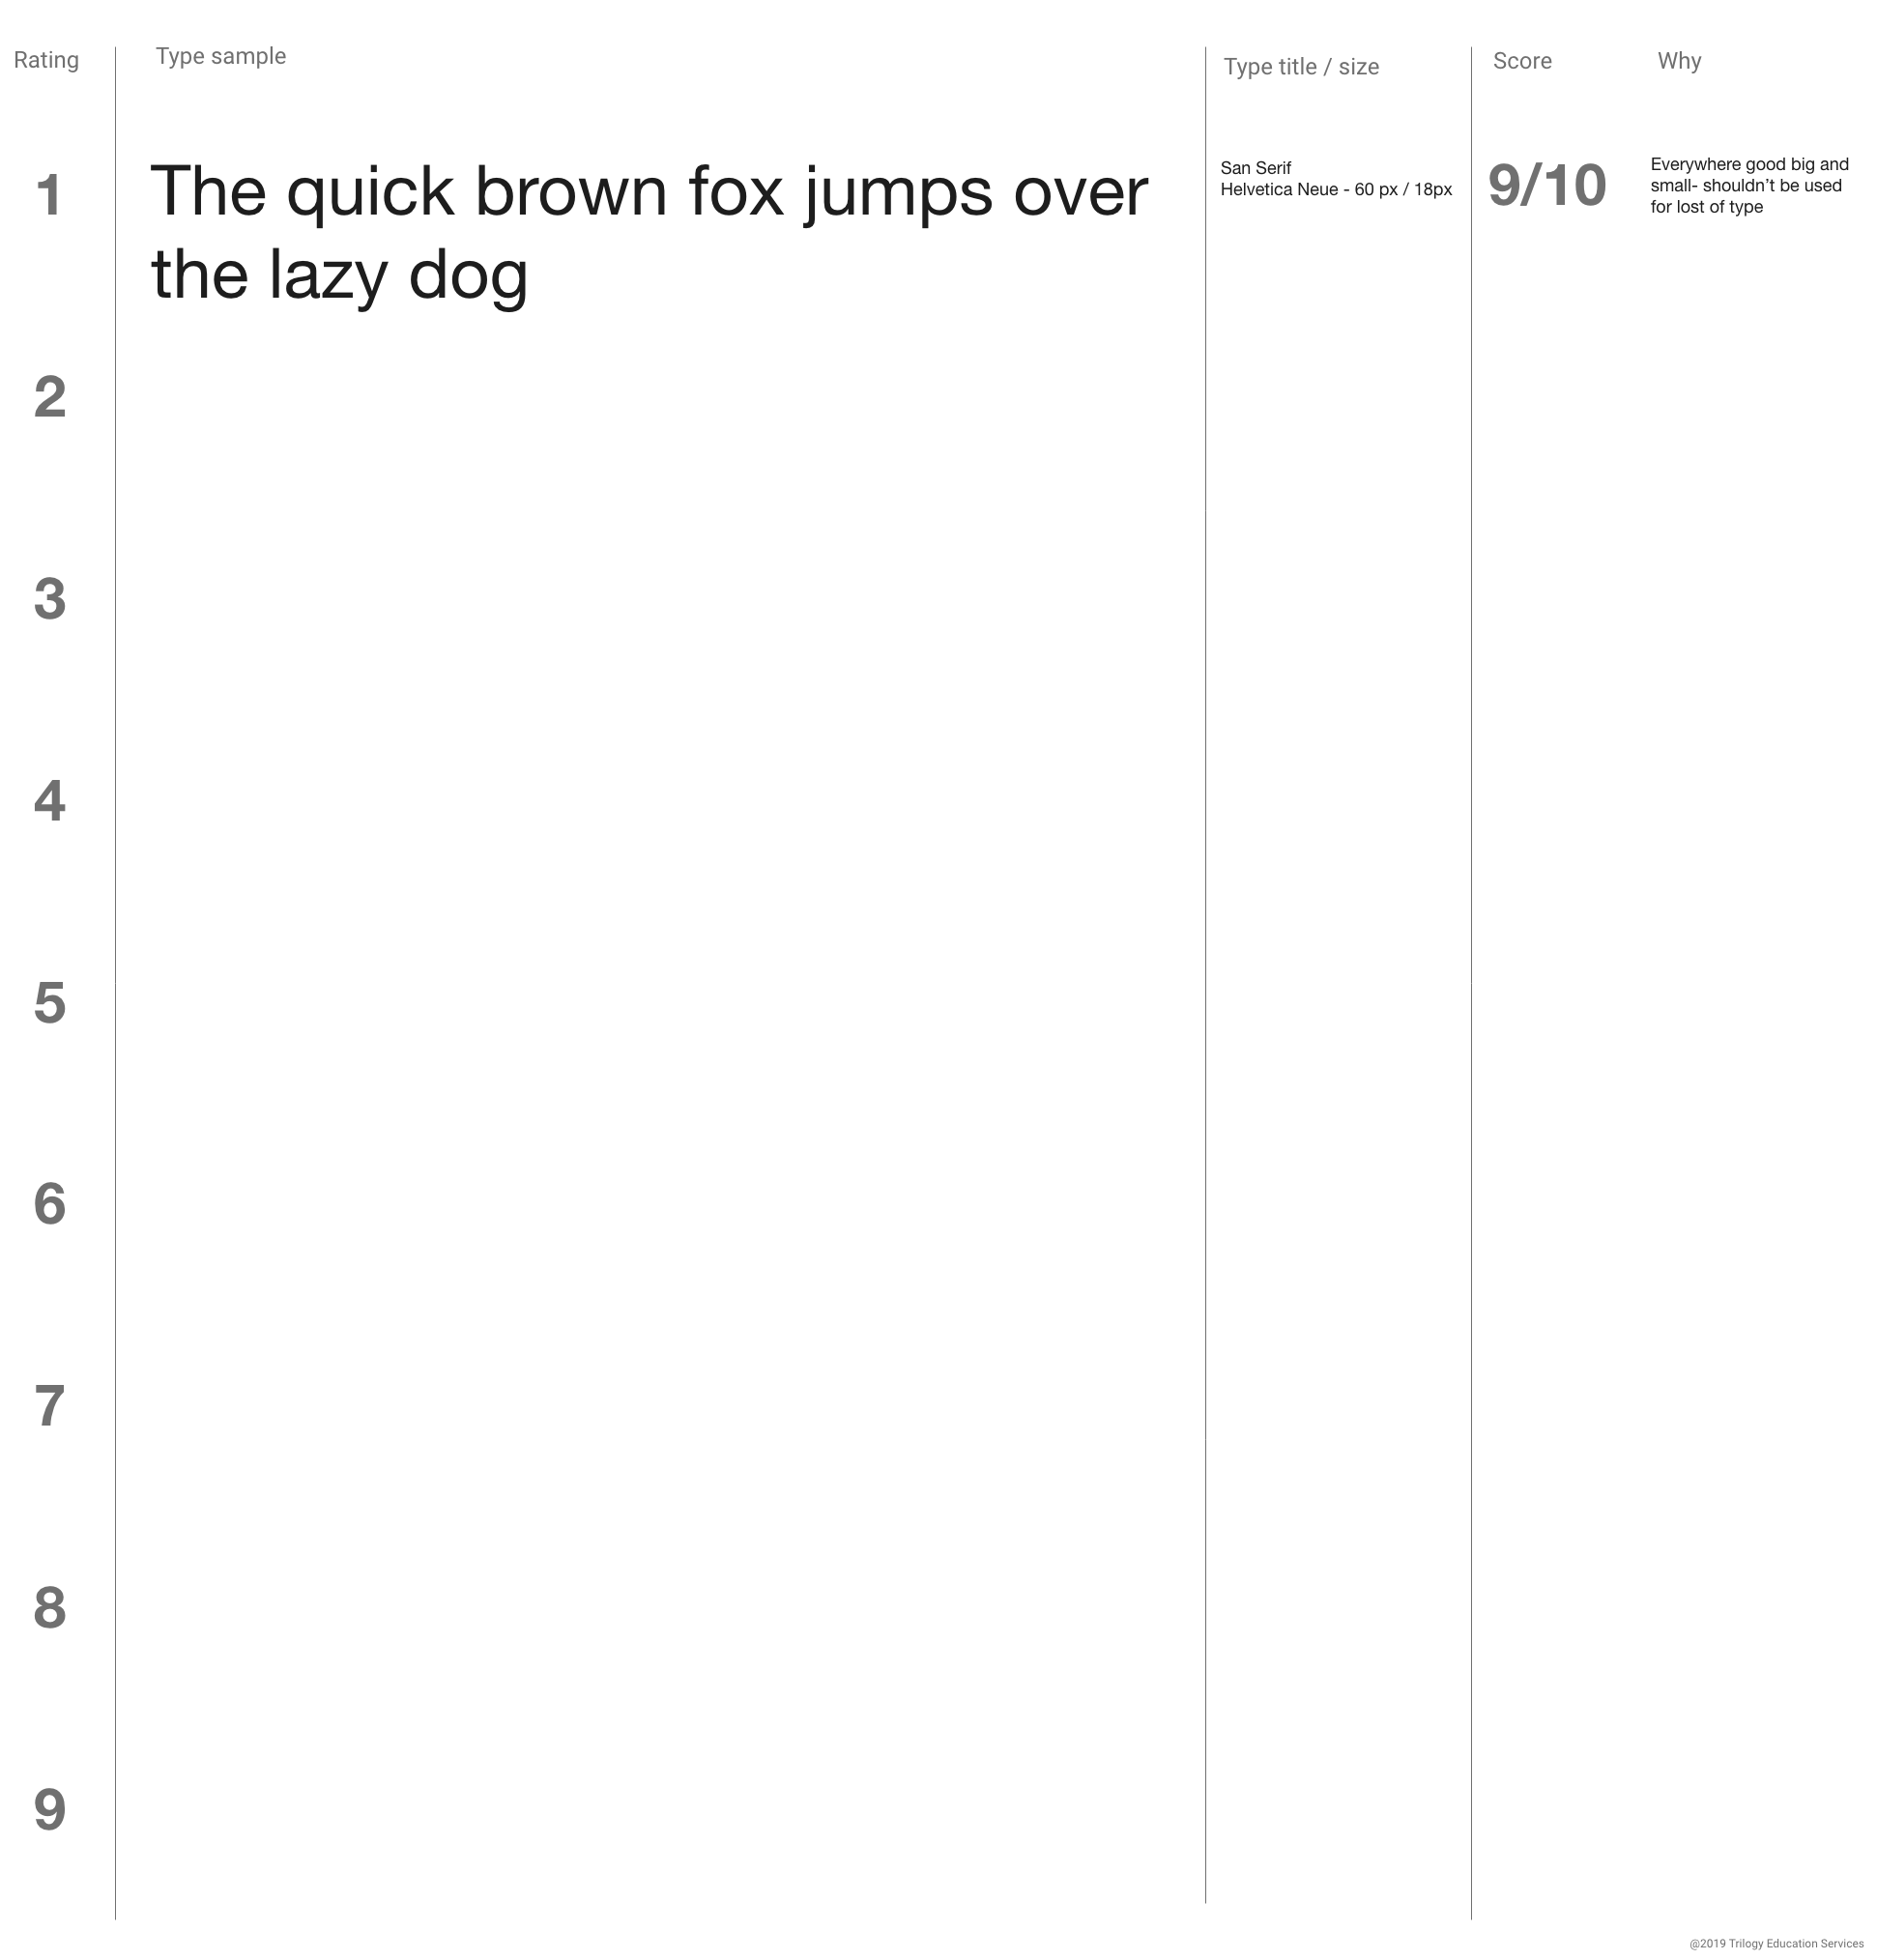 Rating
Type sample
Type title / size
Score
Why
1
The quick brown fox jumps over
the lazy dog
San Serif
Helvetica Neue - 60 px / 18px
9/10
Everywhere good big and
small- shouldn’t be used
for lost of type
2
3
4
5
6
7
8
9
@2019 Trilogy Education Services